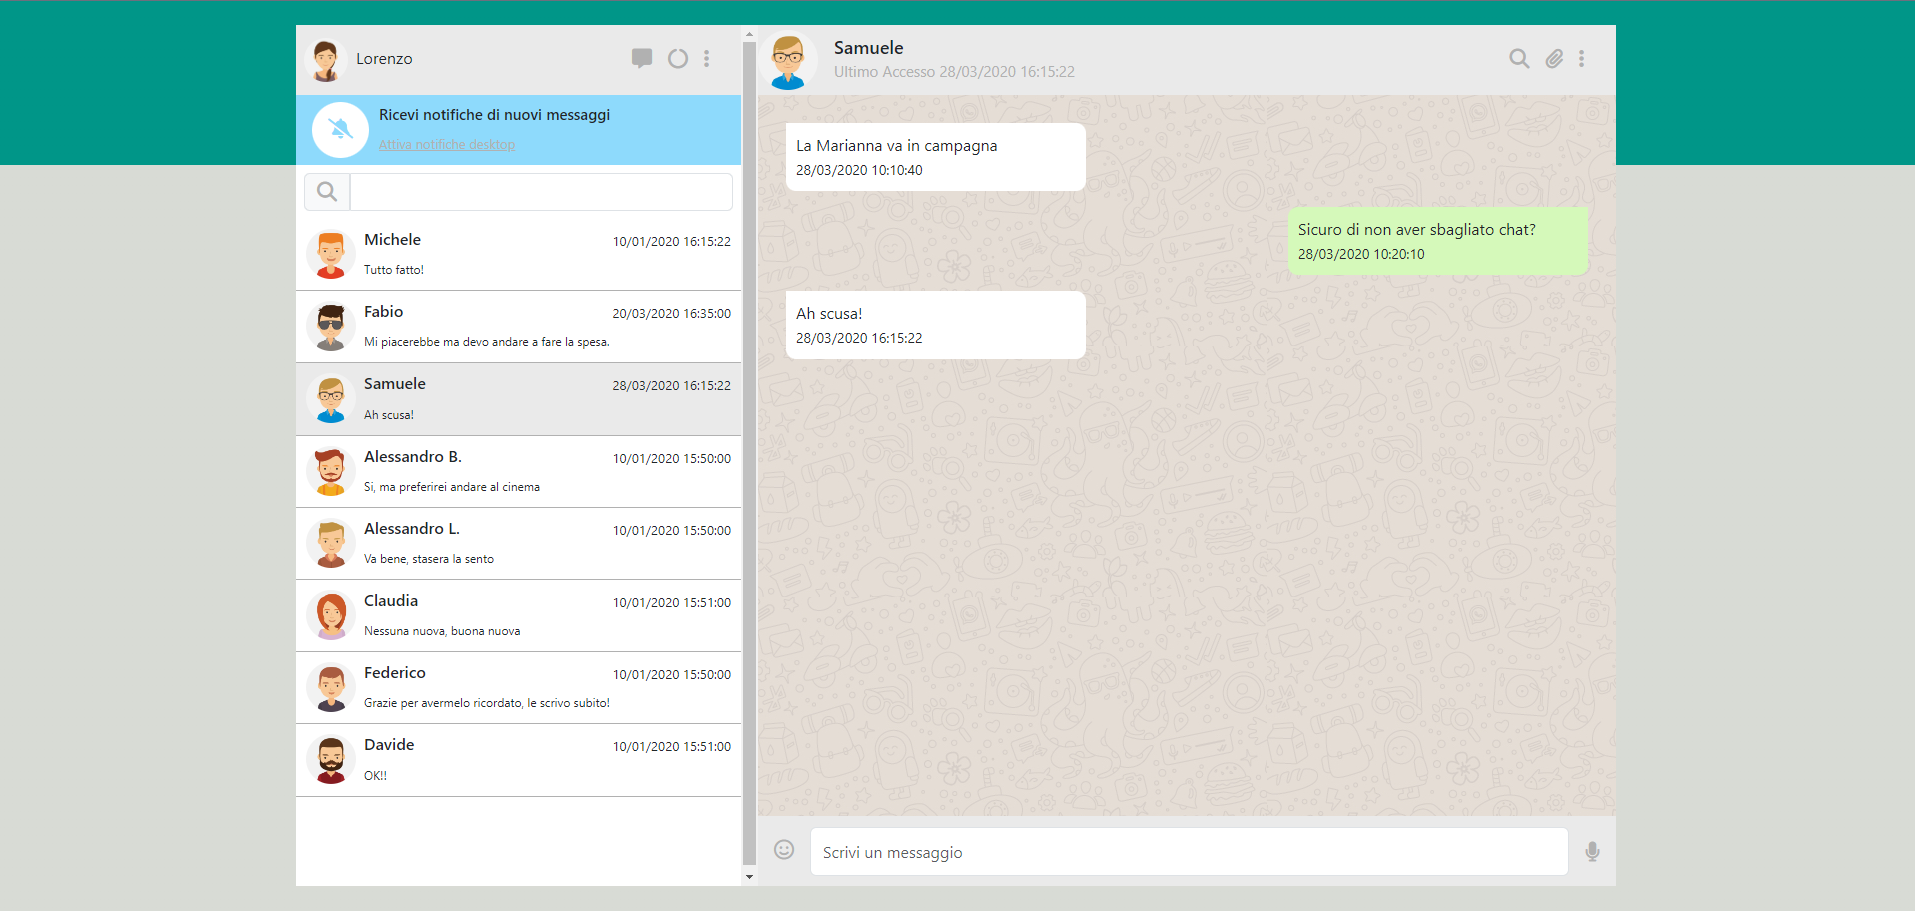 Lorenzo
Ricevi notifiche di nuovi messaggi
Attiva notifiche desktop
Michele 10/01/2020 16:15:22
Tutto fatto!
Fabio 20/03/2020 16:35:00
Mi piacerebbe ma devo andare a fare la spesa.
Samuele 28/03/2020 16:15:22
Ah scusa!
Alessandro B. 10/01/2020 15:50:00
Si, ma preferirei andare al cinema
Alessandro L. 10/01/2020 15:50:00
Va bene, stasera la sento
Claudia 10/01/2020 15:51:00
Nessuna nuova, buona nuova
Federico 10/01/2020 15:50:00
Grazie per avermelo ricordato, le scrivo subito!
Davide 10/01/2020 15:51:00
OK!!
Samuele
Ultimo Accesso 28/03/2020 16:15:22
La Marianna va in campagna
28/03/2020 10:10:40
Sicuro di non aver sbagliato chat?
28/03/2020 10:20:10
Ah scusa!
28/03/2020 16:15:22
Scrivi un messaggio